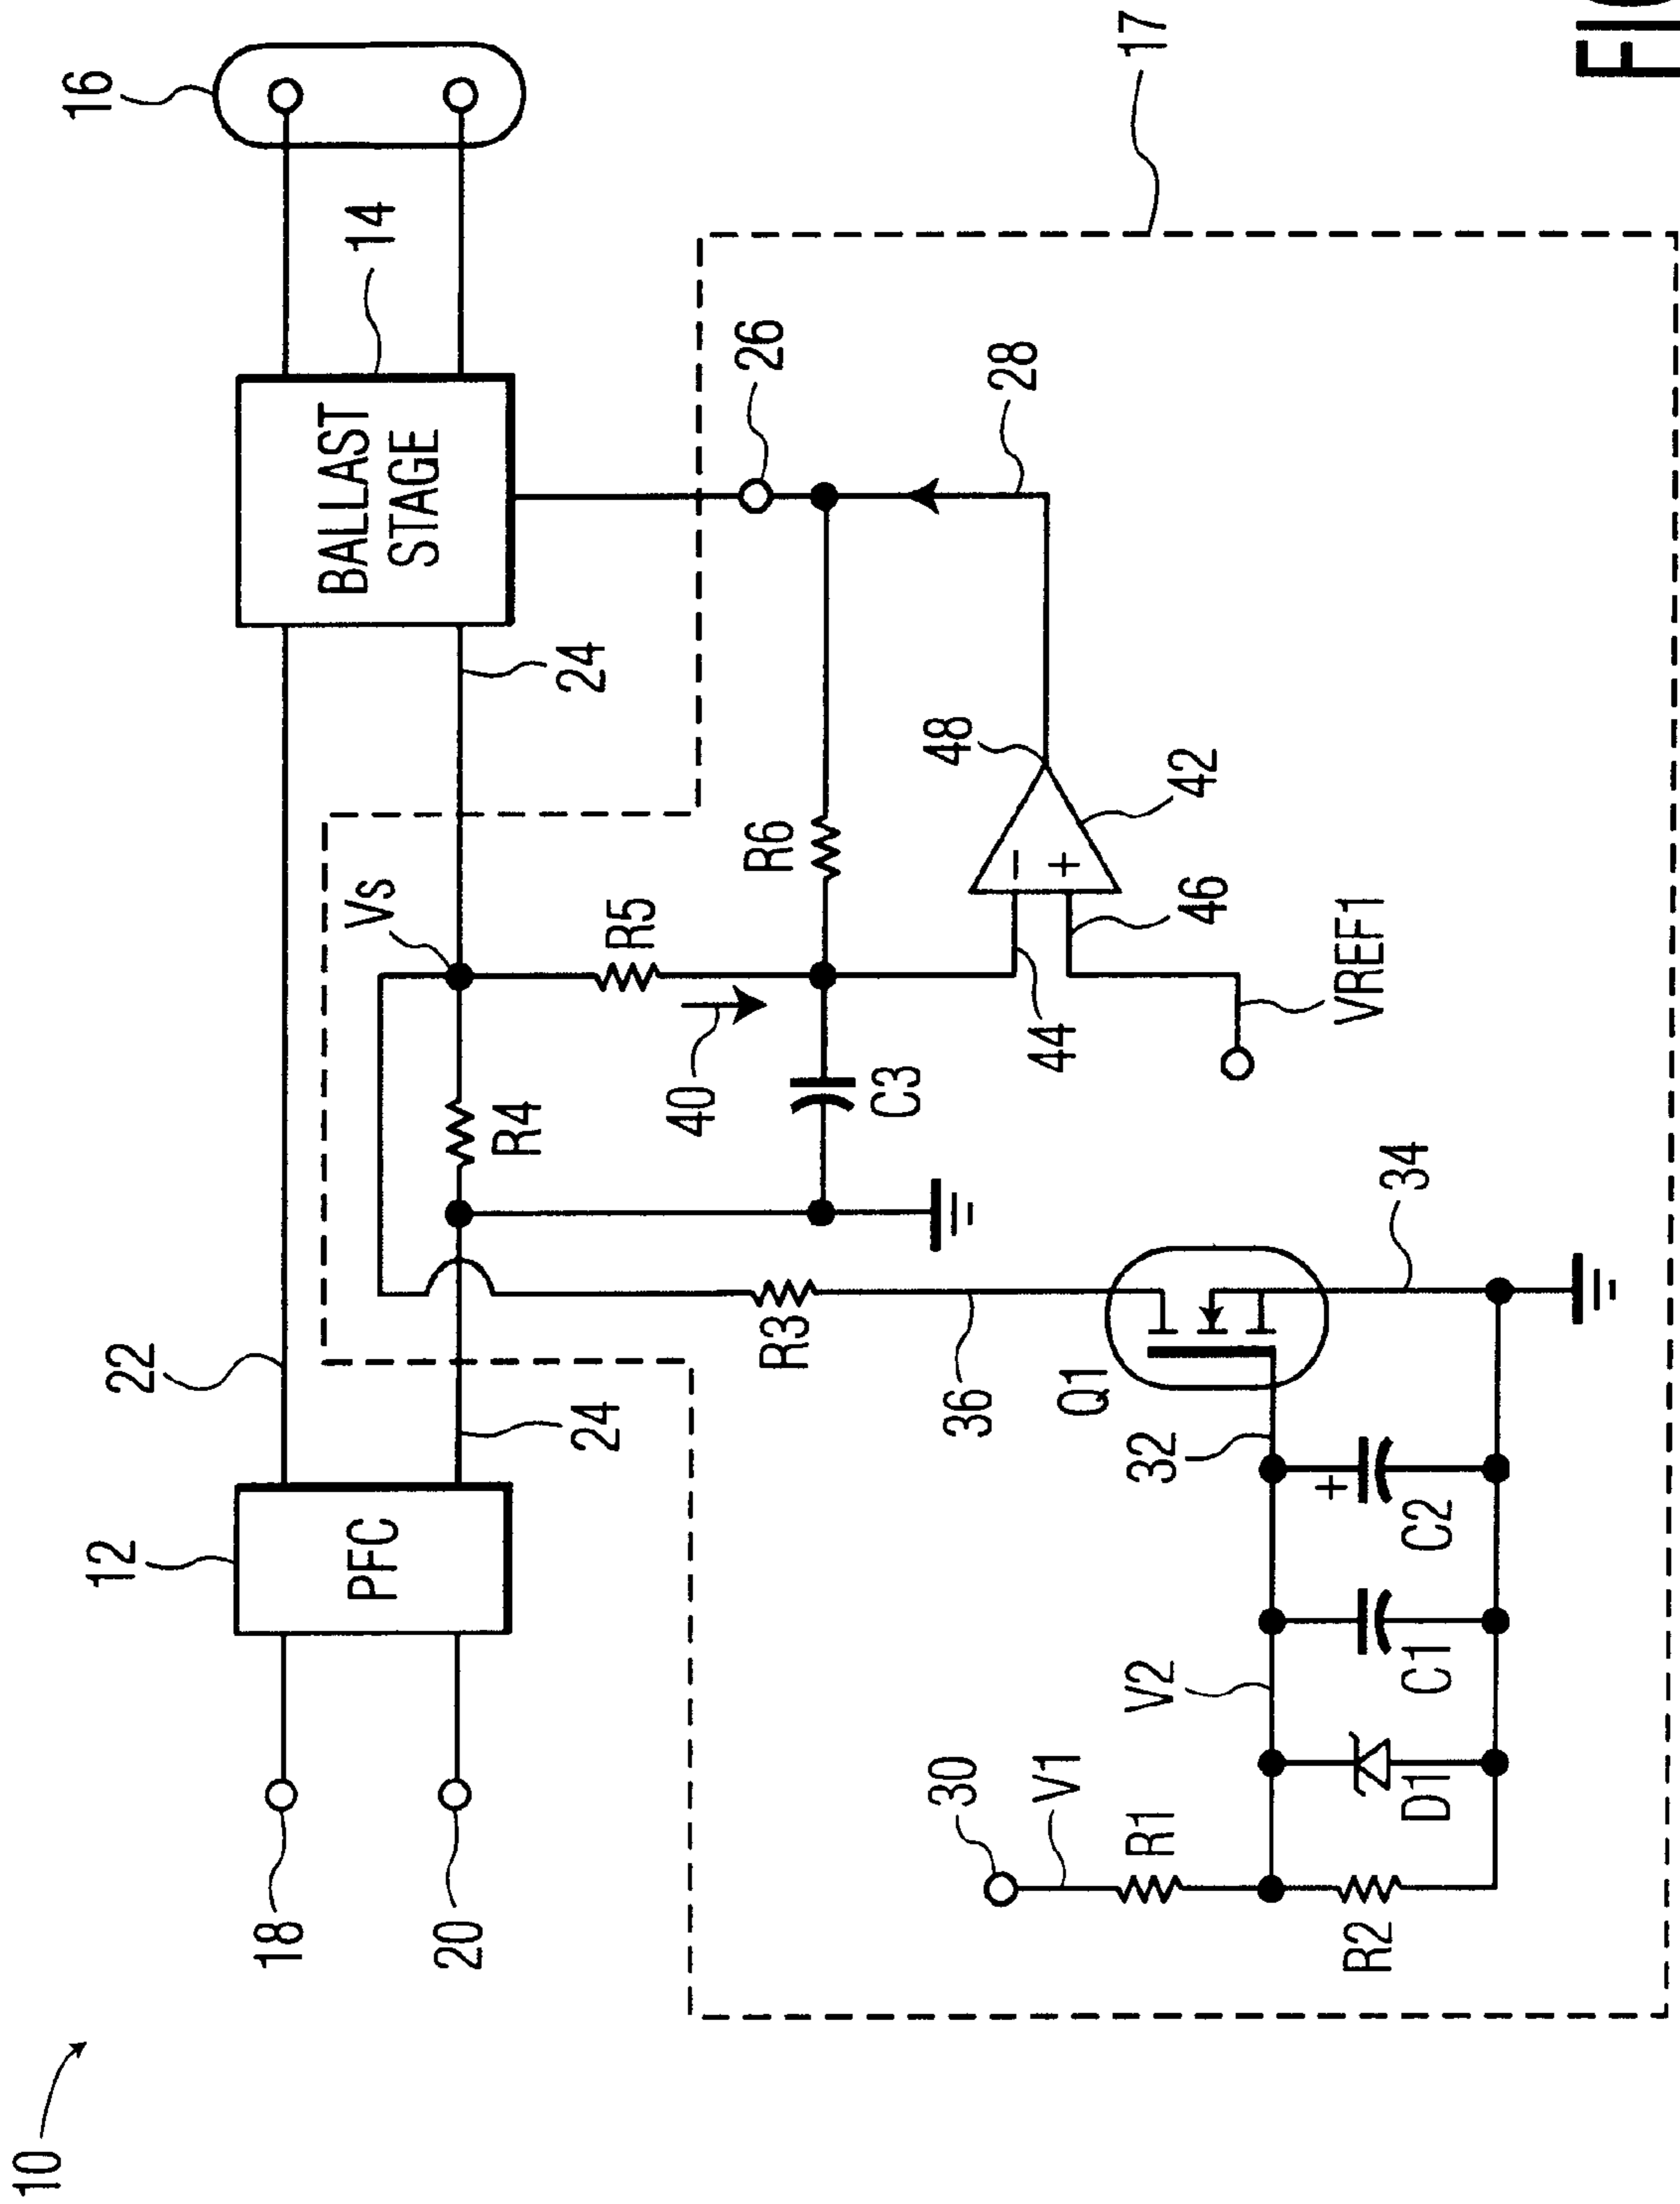 10
12
PFC
18
20
22
24
24
BALLAST
STAGE
14
16
Vs
R4
R5
40
C3
R6
26
28
48
42
44
46
VREF1
17
R3
36
Q1
32
34
30
V1
R1
V2
R2
D1
C1
+
C2
−
+